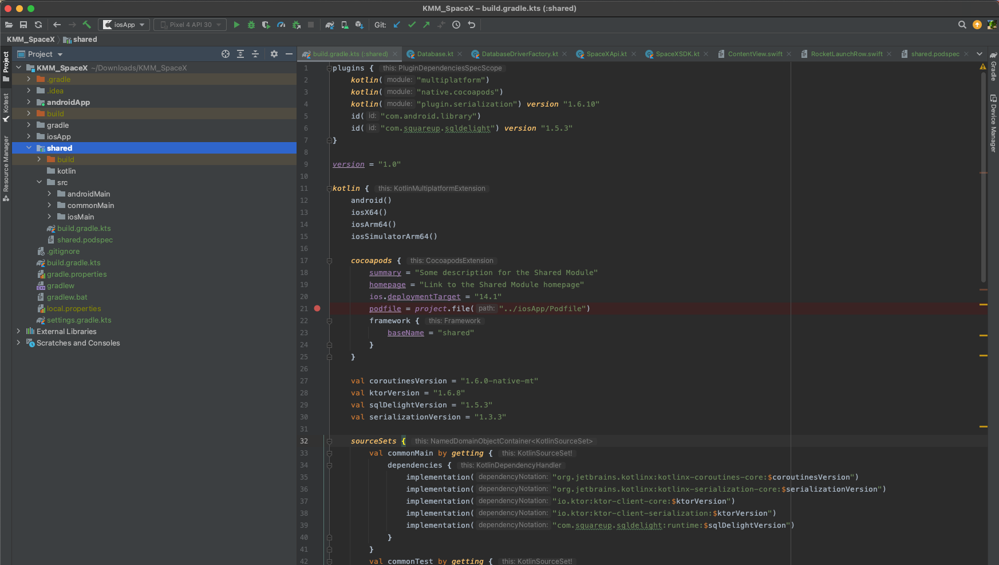 KMM_SpaceX – build.gradle.kts (:shared)
iosApp
Pixel 4 API 30
Git:
KMM_SpaceX
shared
Project
Kotest
Resource Manager
Project
KMM_SpaceX ~/Downloads/KMM_SpaceX
.gradle
.idea
androidApp
build
gradle
iosApp
shared
build
kotlin
src
androidMain
commonMain
iosMain
build.gradle.kts
shared.podspec
.gitignore
build.gradle.kts
gradle.properties
gradlew
gradlew.bat
local.properties
settings.gradle.kts
External Libraries
Scratches and Consoles
build.gradle.kts (:shared)
Database.kt
DatabaseDriverFactory.kt
SpaceXApi.kt
SpaceXSDK.kt
ContentView.swift
RocketLaunchRow.swift
shared.podspec
1 plugins { this: PluginDependenciesSpecScope
2 kotlin( module: "multiplatform")
3 kotlin( module: "native.cocoapods")
4 kotlin( module: "plugin.serialization") version "1.6.10"
5 id( id: "com.android.library")
6 id( id: "com.squareup.sqldelight") version "1.5.3"
7 }
8
9 version = "1.0"
10
11 kotlin { this: KotlinMultiplatformExtension
12 android()
13 iosX64()
14 iosArm64()
15 iosSimulatorArm64()
16
17 cocoapods { this: CocoapodsExtension
18 summary = "Some description for the Shared Module"
19 homepage = "Link to the Shared Module homepage"
20 ios.deploymentTarget = "14.1"
21 podfile = project.file( path: "../iosApp/Podfile")
22 framework { this: Framework
23 baseName = "shared"
24 }
25 }
26
27 val coroutinesVersion = "1.6.0-native-mt"
28 val ktorVersion = "1.6.8"
29 val sqlDelightVersion = "1.5.3"
30 val serializationVersion = "1.3.3"
31
32 sourceSets { this: NamedDomainObjectContainer<KotlinSourceSet>
33 val commonMain by getting { this: KotlinSourceSet!
34 dependencies { this: KotlinDependencyHandler
35 implementation( dependencyNotation: "org.jetbrains.kotlinx:kotlinx-coroutines-core:$coroutinesVersion")
36 implementation( dependencyNotation: "org.jetbrains.kotlinx:kotlinx-serialization-core:$serializationVersion")
37 implementation( dependencyNotation: "io.ktor:ktor-client-core:$ktorVersion")
38 implementation( dependencyNotation: "io.ktor:ktor-client-serialization:$ktorVersion")
39 implementation( dependencyNotation: "com.squareup.sqldelight:runtime:$sqlDelightVersion")
40 }
41 }
42 val commonTest by getting { this: KotlinSourceSet!
Gradle
Device Manager